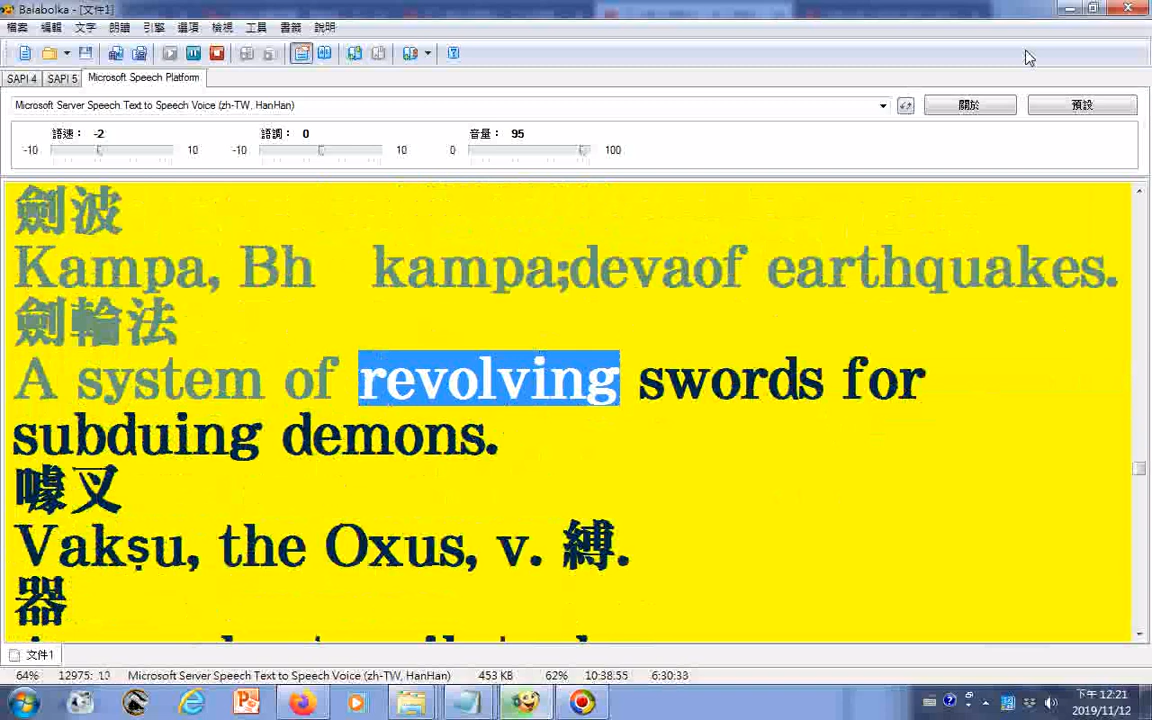 Balabolka - [文件1]
檔案 編輯 文字 朗讀 引擎 選項 檢視 工具 書籤 說明
SAPI 4 SAPI 5 Microsoft Speech Platform
Microsoft Server Speech Text to Speech Voice (zh-TW, HanHan) 關於 預設
語速： -2 語調： 0 音量： 95
-10 10 -10 10 0 100
劍波
Kampa, Bh kampa;devaof earthquakes.
劍輪法
A system of revolving swords for
subduing demons.
噱叉
Vakṣu, the Oxus, v. 縛.
器
文件1
64% 12975: 13 Microsoft Server Speech Text to Speech Voice (zh-TW, HanHan) 453 KB 62% 10:38:55 6:30:33
下午 12:21
2019/11/12